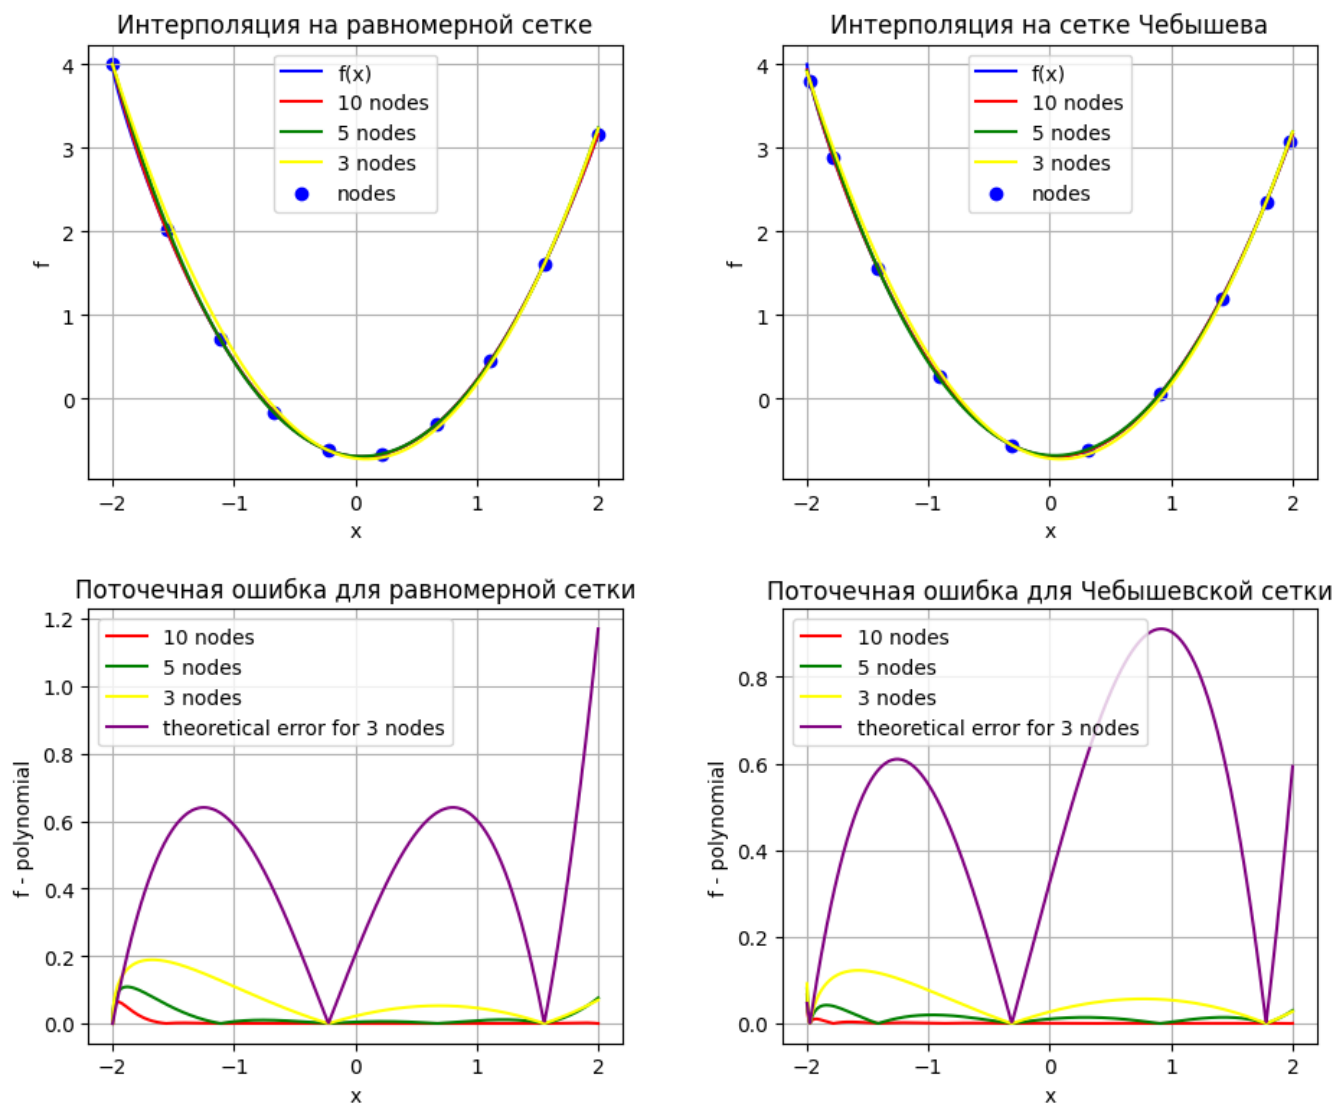 Интерполяция на равномерной сетке
4
3
2
1
0
f
f(x)
10 nodes
5 nodes
3 nodes
nodes
−2
−1
0
1
2
x
Интерполяция на сетке Чебышева
4
3
2
1
0
f
f(x)
10 nodes
5 nodes
3 nodes
nodes
−2
−1
0
1
2
x
Поточечная ошибка для равномерной сетки
1.2
1.0
0.8
0.6
0.4
0.2
0.0
f - polynomial
10 nodes
5 nodes
3 nodes
theoretical error for 3 nodes
−2
−1
0
1
2
x
Поточечная ошибка для Чебышевской сетки
0.8
0.6
0.4
0.2
0.0
f - polynomial
10 nodes
5 nodes
3 nodes
theoretical error for 3 nodes
−2
−1
0
1
2
x